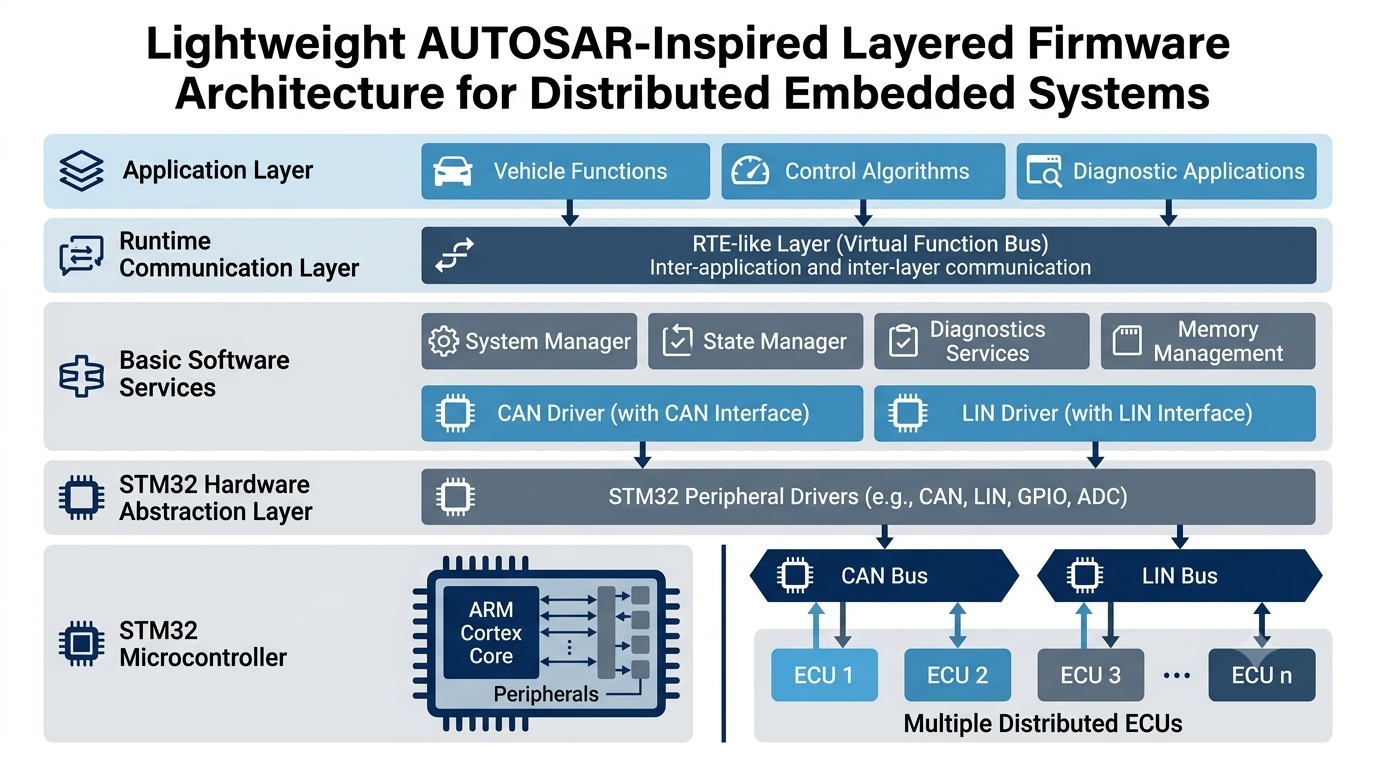 Lightweight AUTOSAR-Inspired Layered Firmware
Architecture for Distributed Embedded Systems
Application Layer
Vehicle Functions
Control Algorithms
Diagnostic Applications
Runtime
Communication Layer
RTE-like Layer (Virtual Function Bus)
Inter-application and inter-layer communication
Basic Software
Services
System Manager
State Manager
Diagnostics
Services
Memory
Management
CAN Driver (with CAN Interface)
LIN Driver (with LIN Interface)
STM32 Hardware
Abstraction Layer
STM32 Peripheral Drivers (e.g., CAN, LIN, GPIO, ADC)
STM32
Microcontroller
ARM
Cortex
Core
Peripherals
CAN Bus
LIN Bus
ECU 1
ECU 2
ECU 3
...
ECU n
Multiple Distributed ECUs